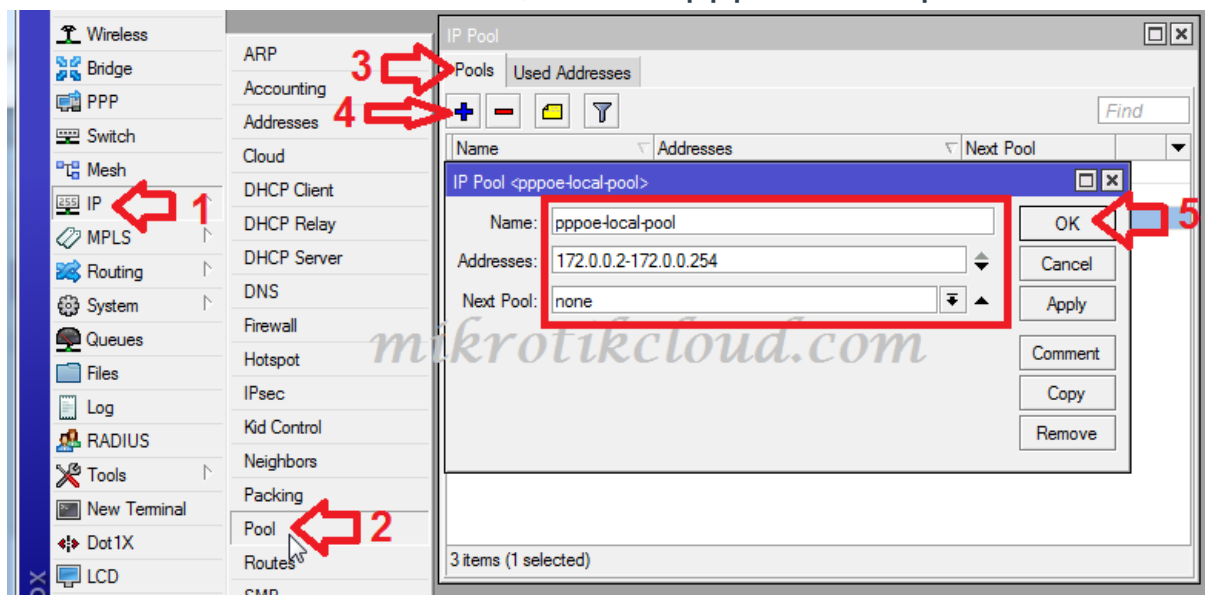 Wireless
Bridge
PPP
Switch
Mesh
IP
MPLS
Routing
System
Queues
Files
Log
RADIUS
Tools
New Terminal
Dot1X
LCD
1
ARP
Accounting
Addresses
Cloud
DHCP Client
DHCP Relay
DHCP Server
DNS
Firewall
Hotspot
IPsec
Kid Control
Neighbors
Packing
Pool
Routes
2
3
4
IP Pool
Pools Used Addresses
Find
Name Addresses Next Pool
IP Pool <pppoe-local-pool>
Name: pppoe-local-pool
Addresses: 172.0.0.2-172.0.0.254
Next Pool: none
OK
Cancel
Apply
Comment
Copy
Remove
5
3 items (1 selected)
mikrotikcloud.com
255